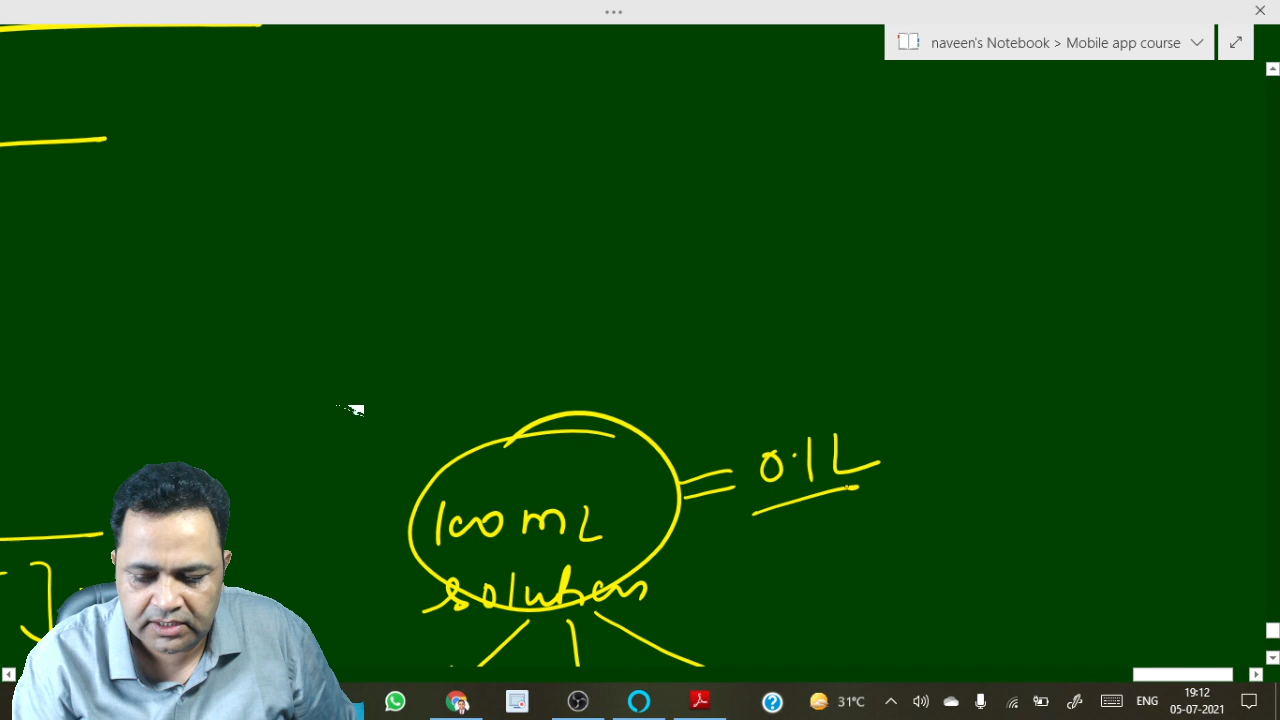 naveen's Notebook > Mobile app course
100 mL = 0.1 L
solution
]
31°C
ENG
19:12
05-07-2021